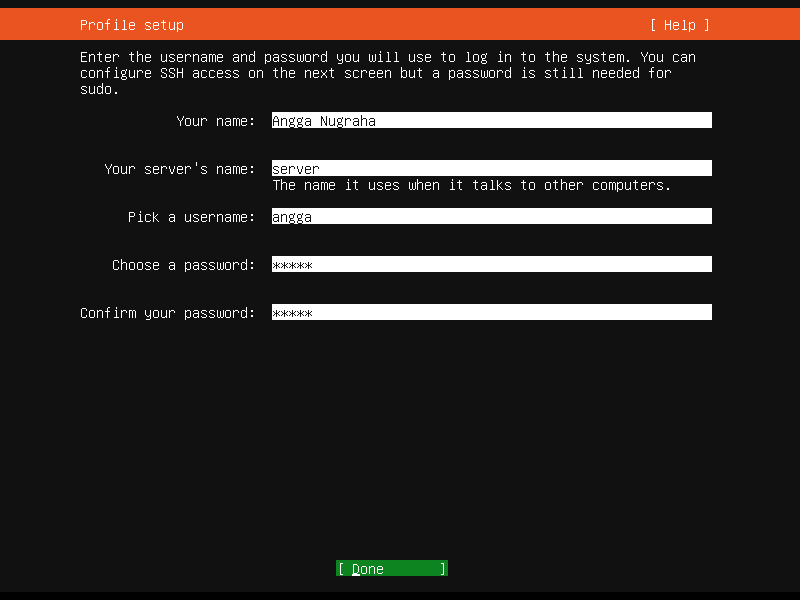 Profile setup [ Help ]
Enter the username and password you will use to log in to the system. You can
configure SSH access on the next screen but a password is still needed for
sudo.
Your name: Angga Nugraha
Your server's name: server
The name it uses when it talks to other computers.
Pick a username: angga
Choose a password: *****
Confirm your password: *****
[ Done ]